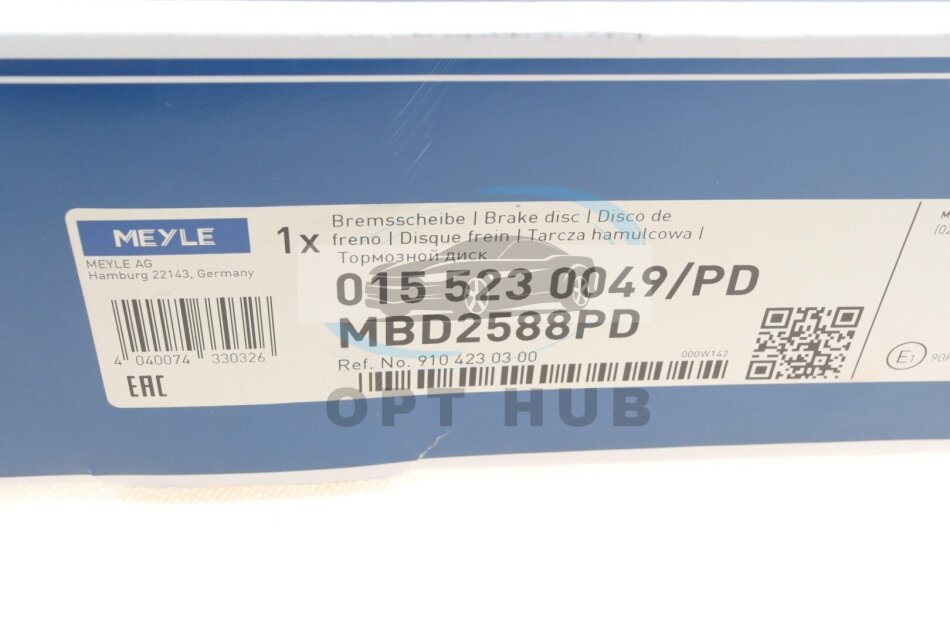 MEYLE
MEYLE AG
Hamburg 22143, Germany
4 040074 330326
EAC
1x
Bremsscheibe | Brake disc | Disco de
freno | Disque frein | Tarcza hamulcowa |
Тормозной диск
015 523 0049/PD
MBD2588PD
Ref. No. 910 423 03 00
000W142
E1
OPT HUB